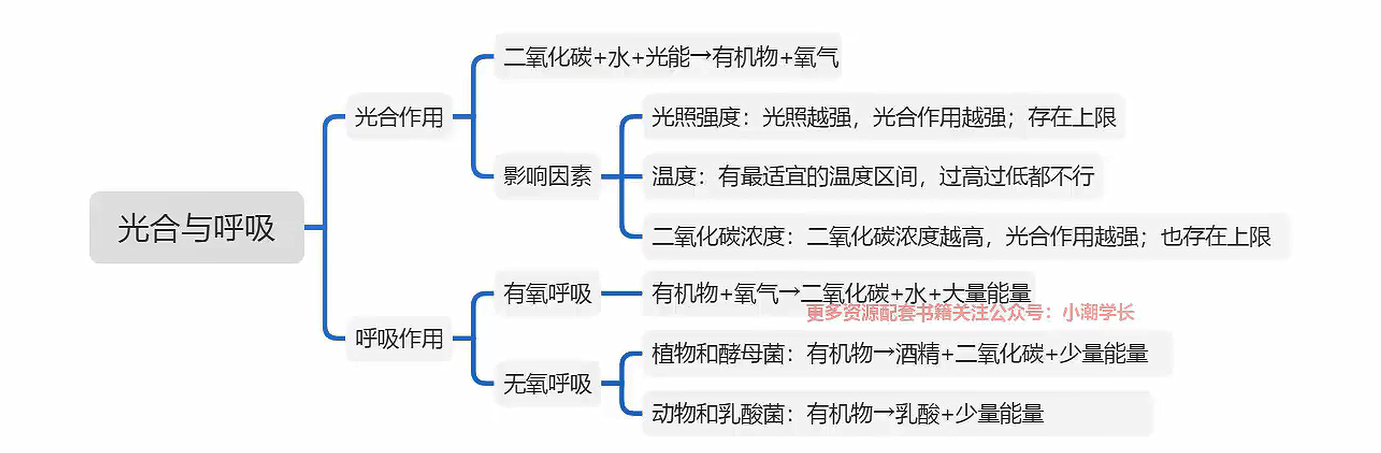 二氧化碳+水+光能→有机物+氧气
光合作用
光照强度：光照越强，光合作用越强；存在上限
影响因素
温度：有最适宜的温度区间，过高过低都不行
光合与呼吸
二氧化碳浓度：二氧化碳浓度越高，光合作用越强；也存在上限
有氧呼吸
有机物+氧气→二氧化碳+水+大量能量
更多资源配套书籍关注公众号：小潮学长
呼吸作用
植物和酵母菌：有机物→酒精+二氧化碳+少量能量
无氧呼吸
动物和乳酸菌：有机物→乳酸+少量能量